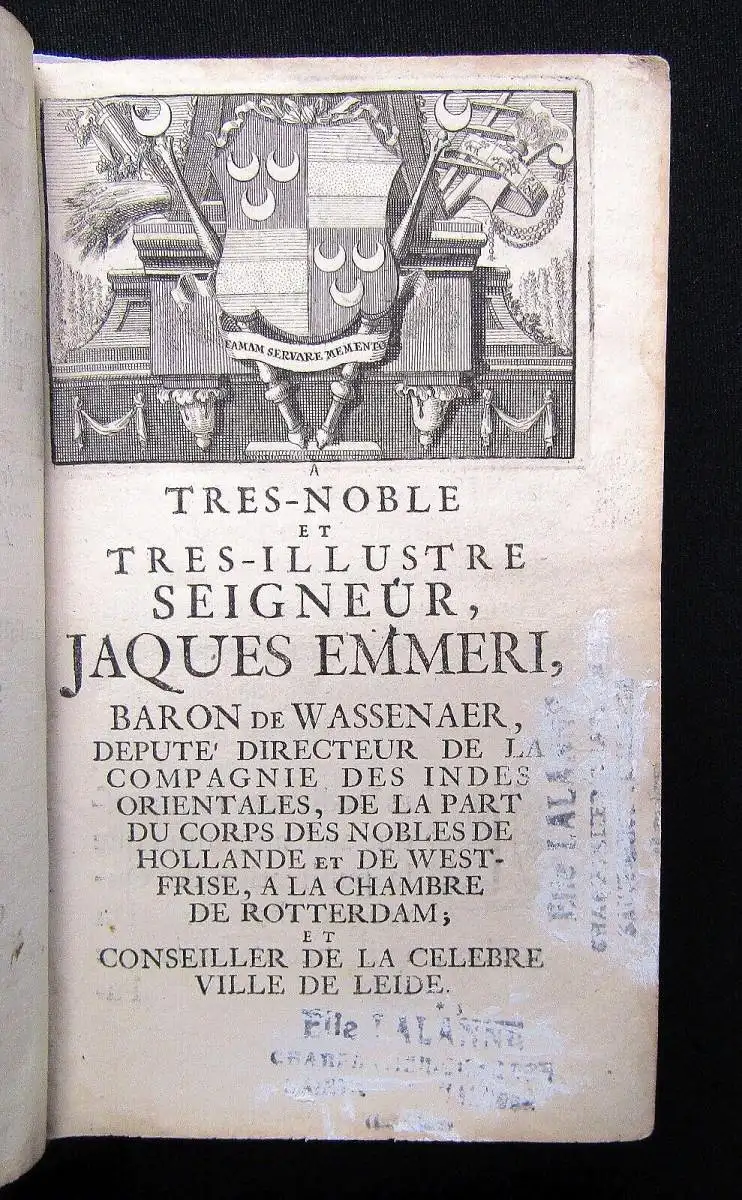 FAMAM SERVARE MEMENTO
A
TRES-NOBLE
ET
TRES-ILLUSTRE
SEIGNEUR,
JAQUES EMMERI,
BARON DE WASSENAER,
DEPUTE' DIRECTEUR DE LA
COMPAGNIE DES INDES
ORIENTALES, DE LA PART
DU CORPS DES NOBLES DE
HOLLANDE ET DE WEST-
FRISE, A LA CHAMBRE
DE ROTTERDAM;
ET
CONSEILLER DE LA CELEBRE
VILLE DE LEIDE.
Elie LALANNE
Elie LALANNE